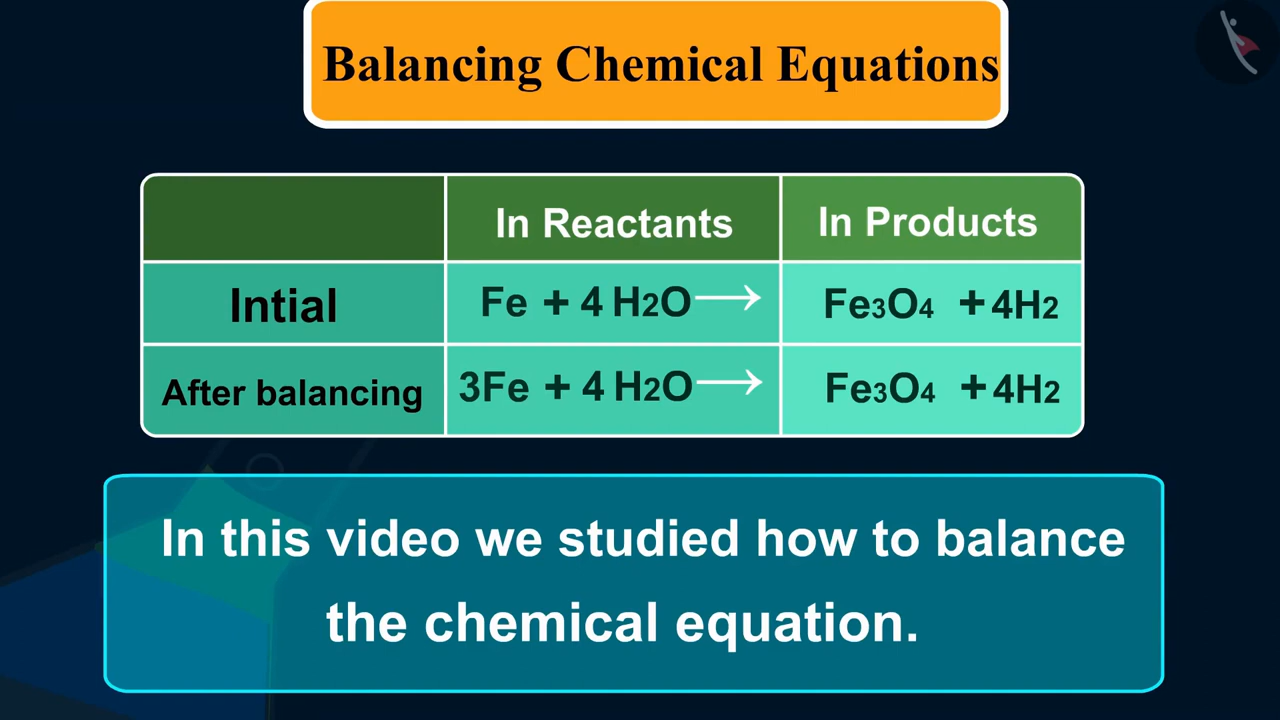 Balancing Chemical Equations
In Reactants In Products
Intial Fe + 4 H2O → Fe3O4 + 4H2
After balancing 3Fe + 4 H2O → Fe3O4 + 4H2
In this video we studied how to balance
the chemical equation.